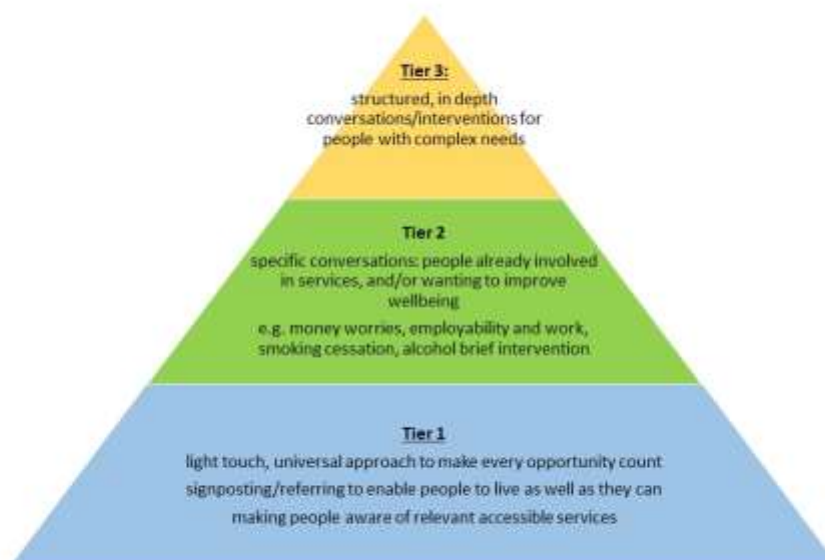 Tier 3:
structured, in depth
conversations/interventions for
people with complex needs
Tier 2
specific conversations: people already involved
in services, and/or wanting to improve
wellbeing
e.g. money worries, employability and work,
smoking cessation, alcohol brief intervention
Tier 1
light touch, universal approach to make every opportunity count
signposting/referring to enable people to live as well as they can
making people aware of relevant accessible services